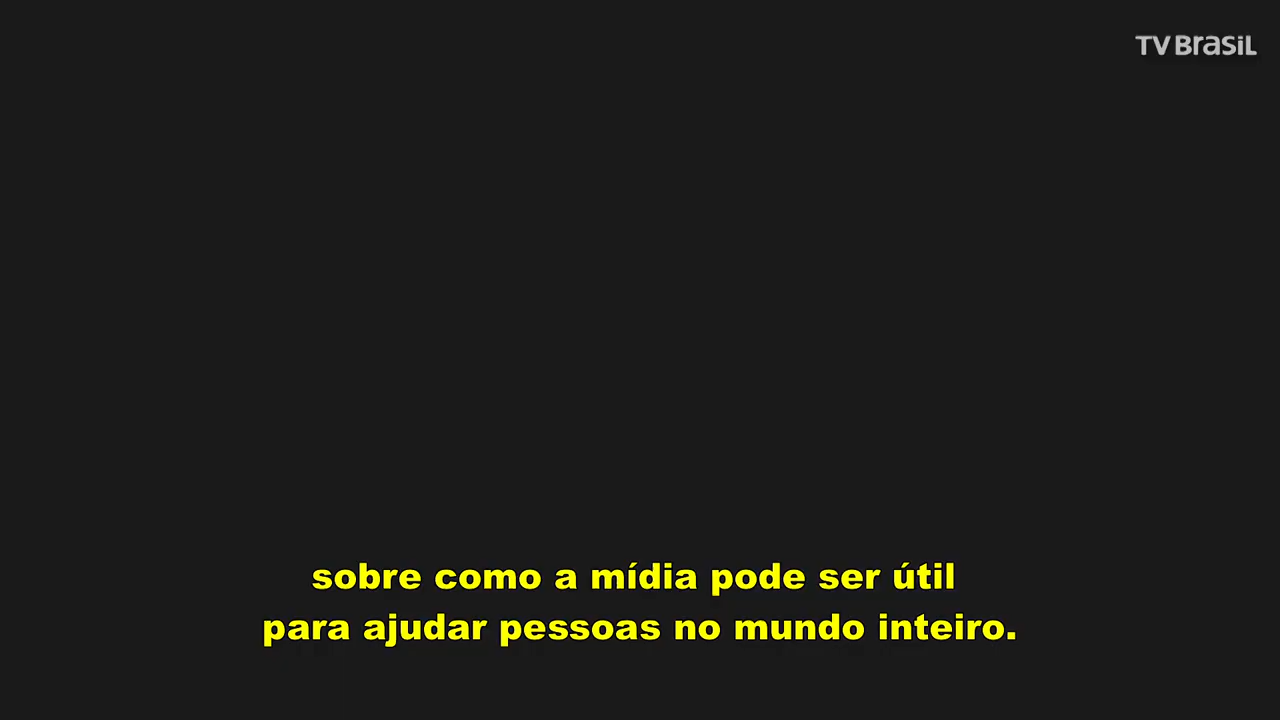 TV BrasiL
sobre como a mídia pode ser útil
para ajudar pessoas no mundo inteiro.